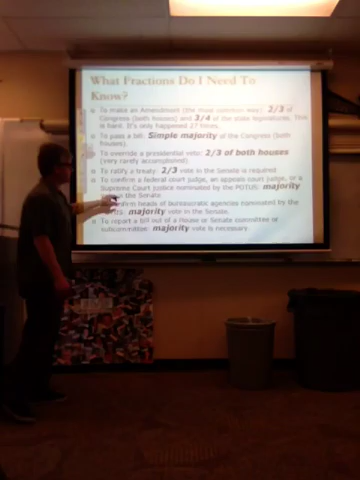 What Fractions Do I Need To
Know?
To make an Amendment (the most common way): 2/3 of
Congress (both houses) and 3/4 of the state legislatures. This
is hard. It's only happened 27 times.
To pass a bill: Simple majority of the Congress (both
houses).
To override a presidential veto: 2/3 of both houses
(very rarely accomplished)
To ratify a treaty: 2/3 vote in the Senate is required
To confirm a federal court judge, an appeals court judge, or a
Supreme Court justice nominated by the POTUS: majority
the Senate
confirm heads of bureaucratic agencies nominated by the
majority vote in the Senate.
To report a bill out of a House or Senate committee or
subcommittee: majority vote is necessary